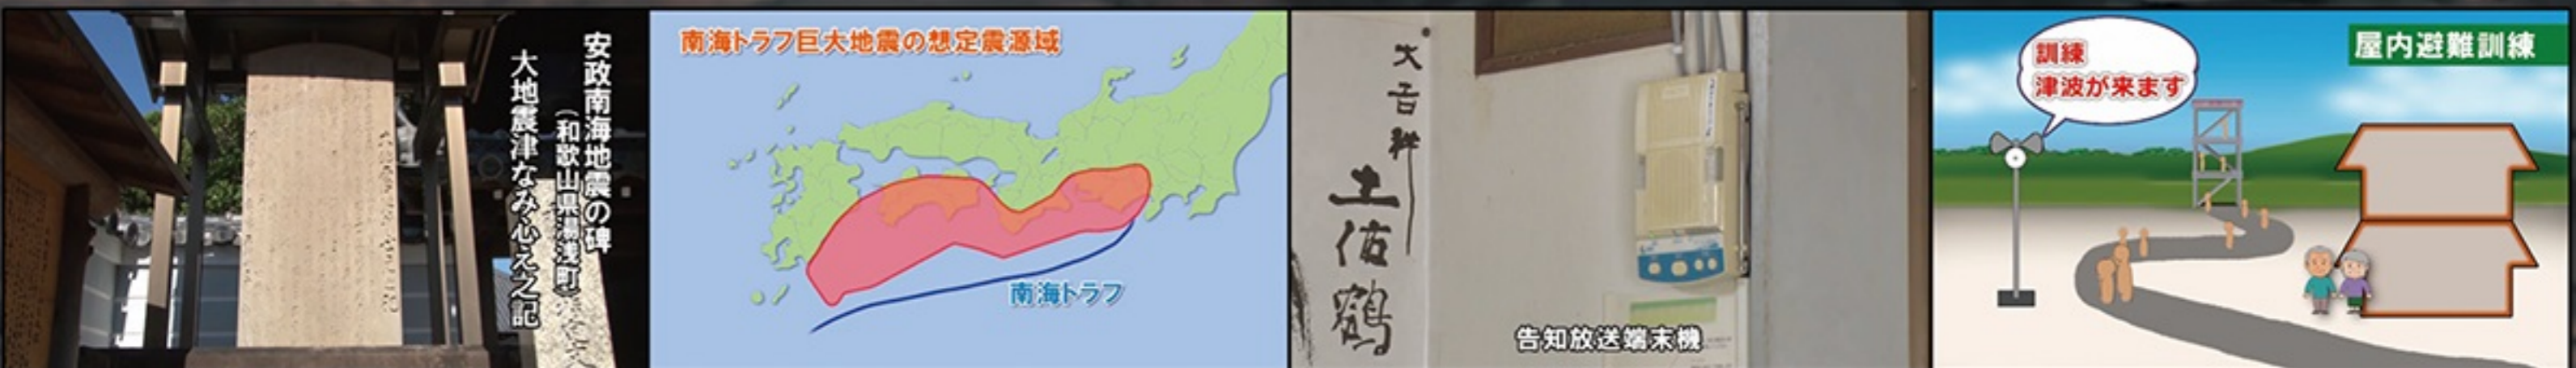 安政南海地震の碑
（和歌山県湯浅町）
大地震津なみ心え之記
南海トラフ巨大地震の想定震源域
南海トラフ
土佐鶴
告知放送端末機
訓練
津波が来ます
屋内避難訓練